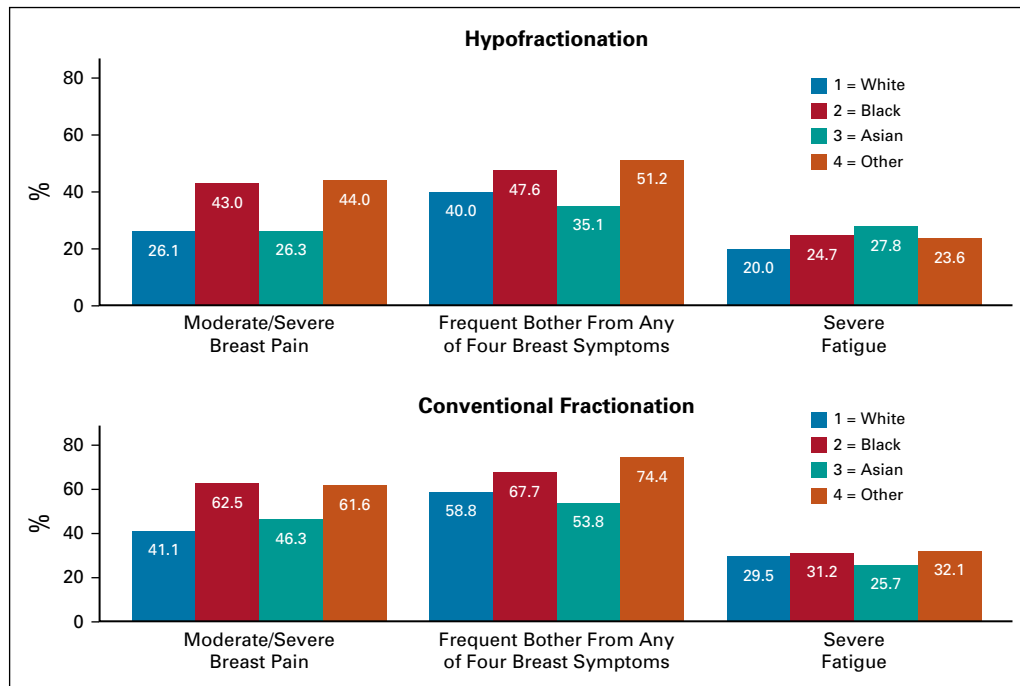 Hypofractionation
80
60
40
20
0
%
1 = White
2 = Black
3 = Asian
4 = Other
26.1
43.0
26.3
44.0
40.0
47.6
35.1
51.2
20.0
24.7
27.8
23.6
Moderate/Severe
Breast Pain
Frequent Bother From Any
of Four Breast Symptoms
Severe
Fatigue
Conventional Fractionation
80
60
40
20
0
%
1 = White
2 = Black
3 = Asian
4 = Other
41.1
62.5
46.3
61.6
58.8
67.7
53.8
74.4
29.5
31.2
25.7
32.1
Moderate/Severe
Breast Pain
Frequent Bother From Any
of Four Breast Symptoms
Severe
Fatigue